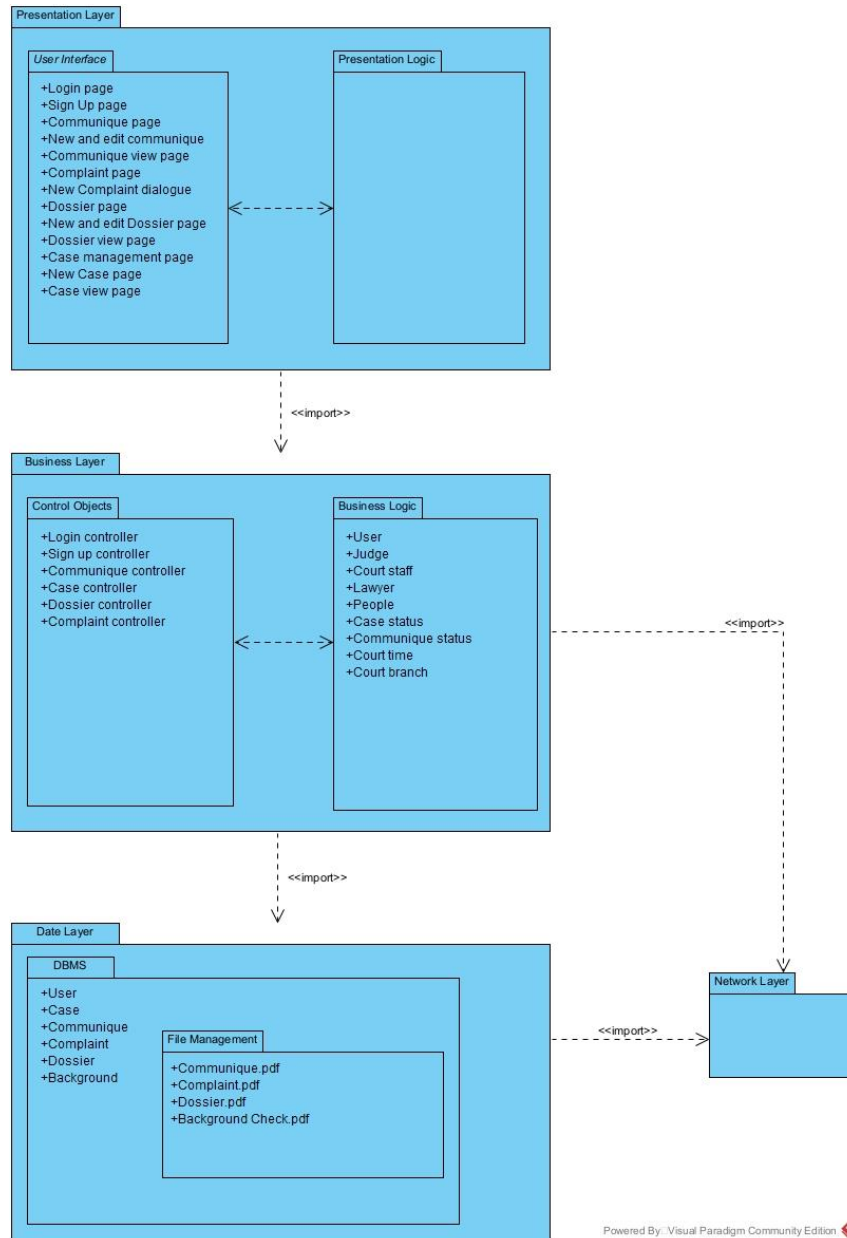 Presentation Layer
User Interface
+Login page
+Sign Up page
+Communique page
+New and edit communique
+Communique view page
+Complaint page
+New Complaint dialogue
+Dossier page
+New and edit Dossier page
+Dossier view page
+Case management page
+New Case page
+Case view page
Presentation Logic
<<import>>
Business Layer
Control Objects
+Login controller
+Sign up controller
+Communique controller
+Case controller
+Dossier controller
+Complaint controller
Business Logic
+User
+Judge
+Court staff
+Lawyer
+People
+Case status
+Communique status
+Court time
+Court branch
<<import>>
<<import>>
Date Layer
DBMS
+User
+Case
+Communique
+Complaint
+Dossier
+Background
File Management
+Communique.pdf
+Complaint.pdf
+Dossier.pdf
+Background Check.pdf
<<import>>
Network Layer
Powered By Visual Paradigm Community Edition